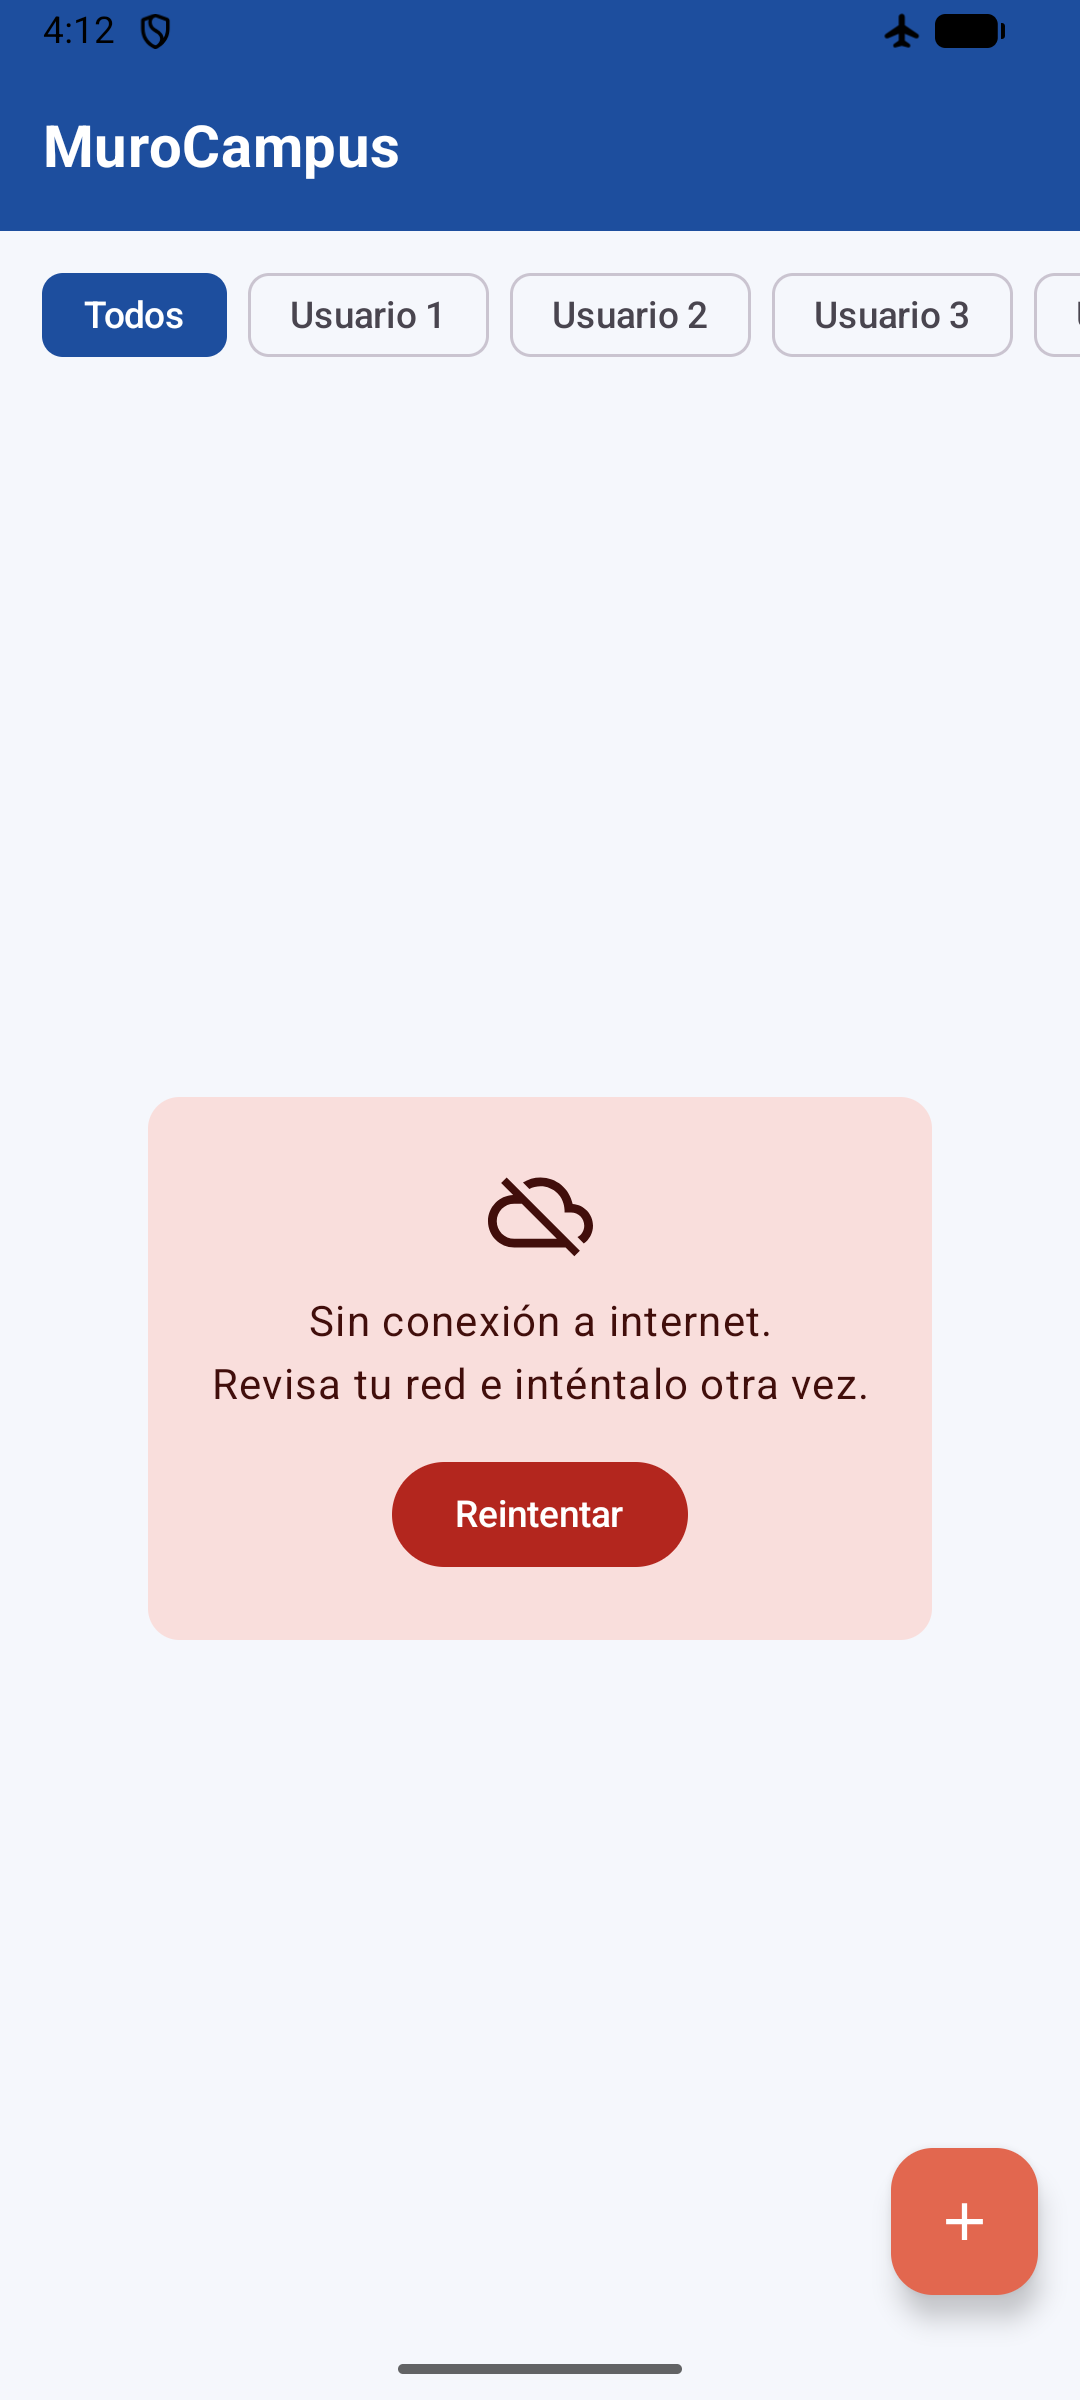 4:12
MuroCampus
Todos
Usuario 1
Usuario 2
Usuario 3
Sin conexión a internet.
Revisa tu red e inténtalo otra vez.
Reintentar